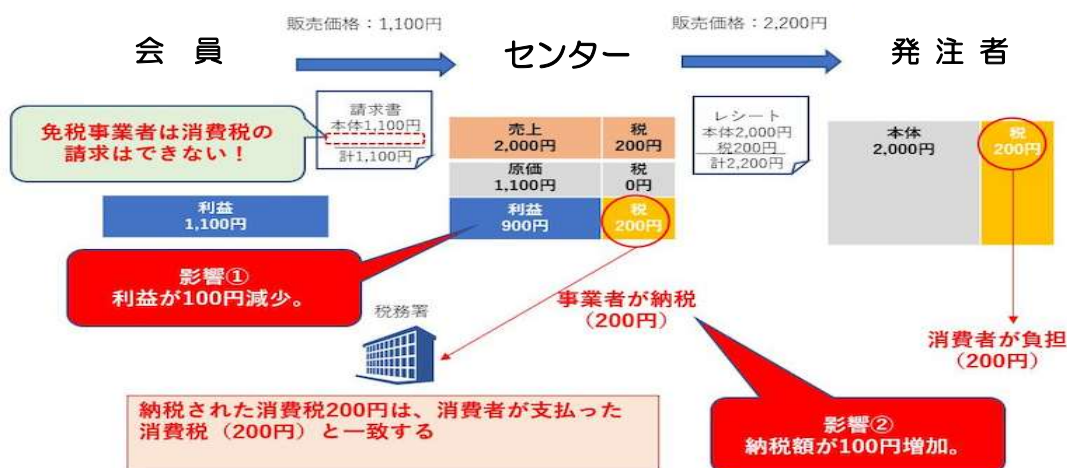 販売価格：1,100円
販売価格：2,200円
会員
センター
発注者
免税事業者は消費税の
請求はできない！
請求書
本体1,100円
計1,100円
売上
2,000円
税
200円
原価
1,100円
税
0円
利益
900円
税
200円
レシート
本体2,000円
税200円
計2,200円
本体
2,000円
税
200円
利益
1,100円
影響①
利益が100円減少。
税務署
事業者が納税
（200円）
消費者が負担
（200円）
納税された消費税200円は、消費者が支払った
消費税（200円）と一致する
影響②
納税額が100円増加。